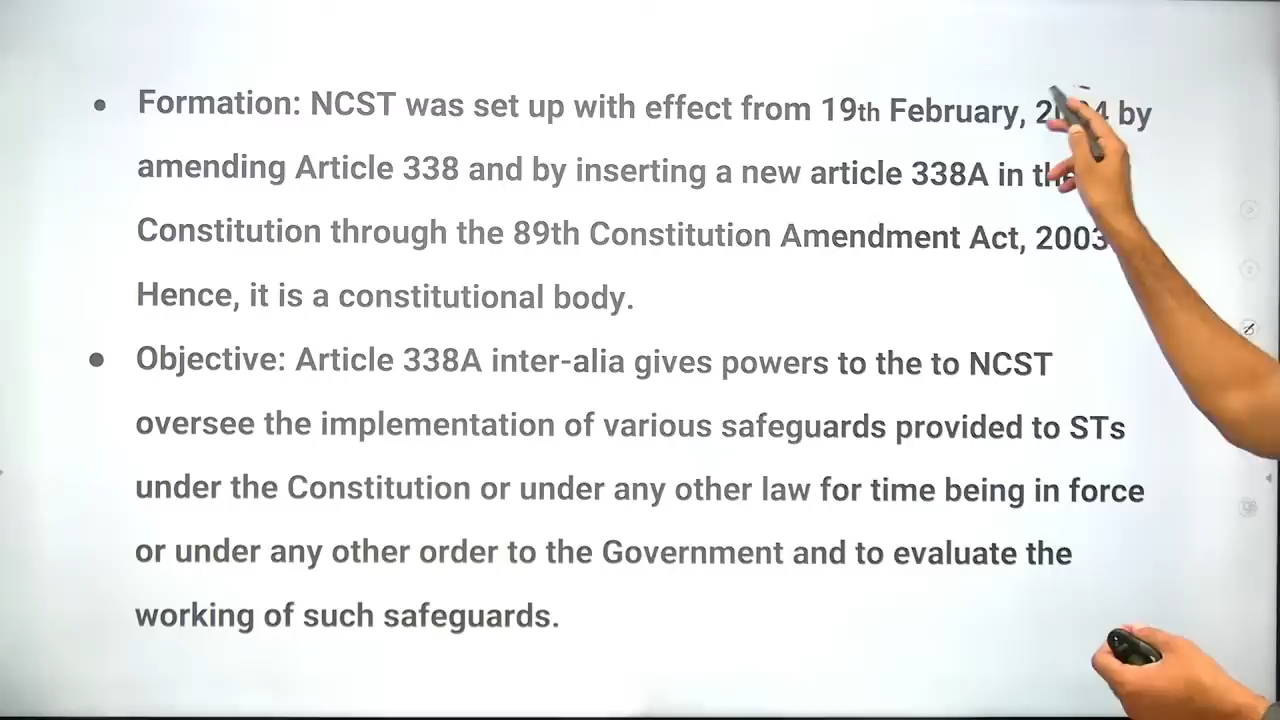 • Formation: NCST was set up with effect from 19th February, by
amending Article 338 and by inserting a new article 338A in the
Constitution through the 89th Constitution Amendment Act, 2003
Hence, it is a constitutional body.
• Objective: Article 338A inter-alia gives powers to the to NCST
oversee the implementation of various safeguards provided to STs
under the Constitution or under any other law for time being in force
or under any other order to the Government and to evaluate the
working of such safeguards.